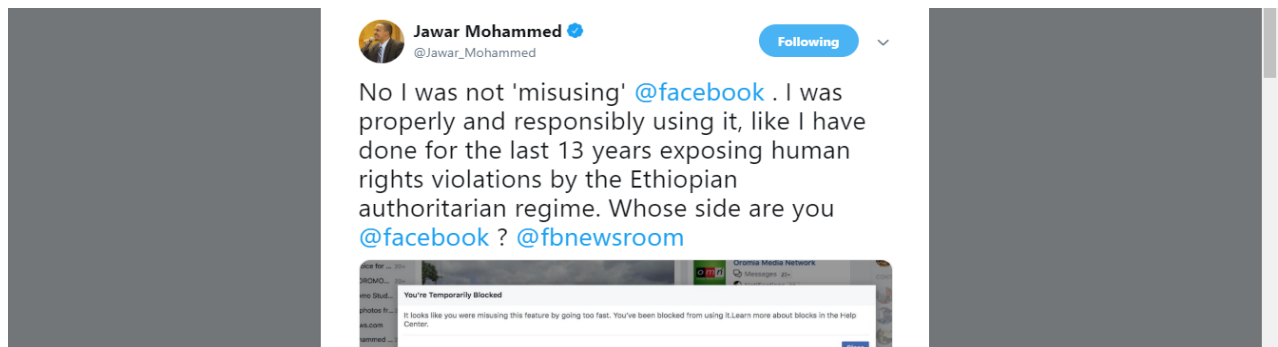 Jawar Mohammed
@Jawar_Mohammed
Following
No I was not 'misusing' @facebook . I was
properly and responsibly using it, like I have
done for the last 13 years exposing human
rights violations by the Ethiopian
authoritarian regime. Whose side are you
@facebook ? @fbnewsroom
Oromia Media Network
Messages 20+
You're Temporarily Blocked
It looks like you were misusing this feature by going too fast. You've been blocked from using it.Learn more about blocks in the Help
Center.